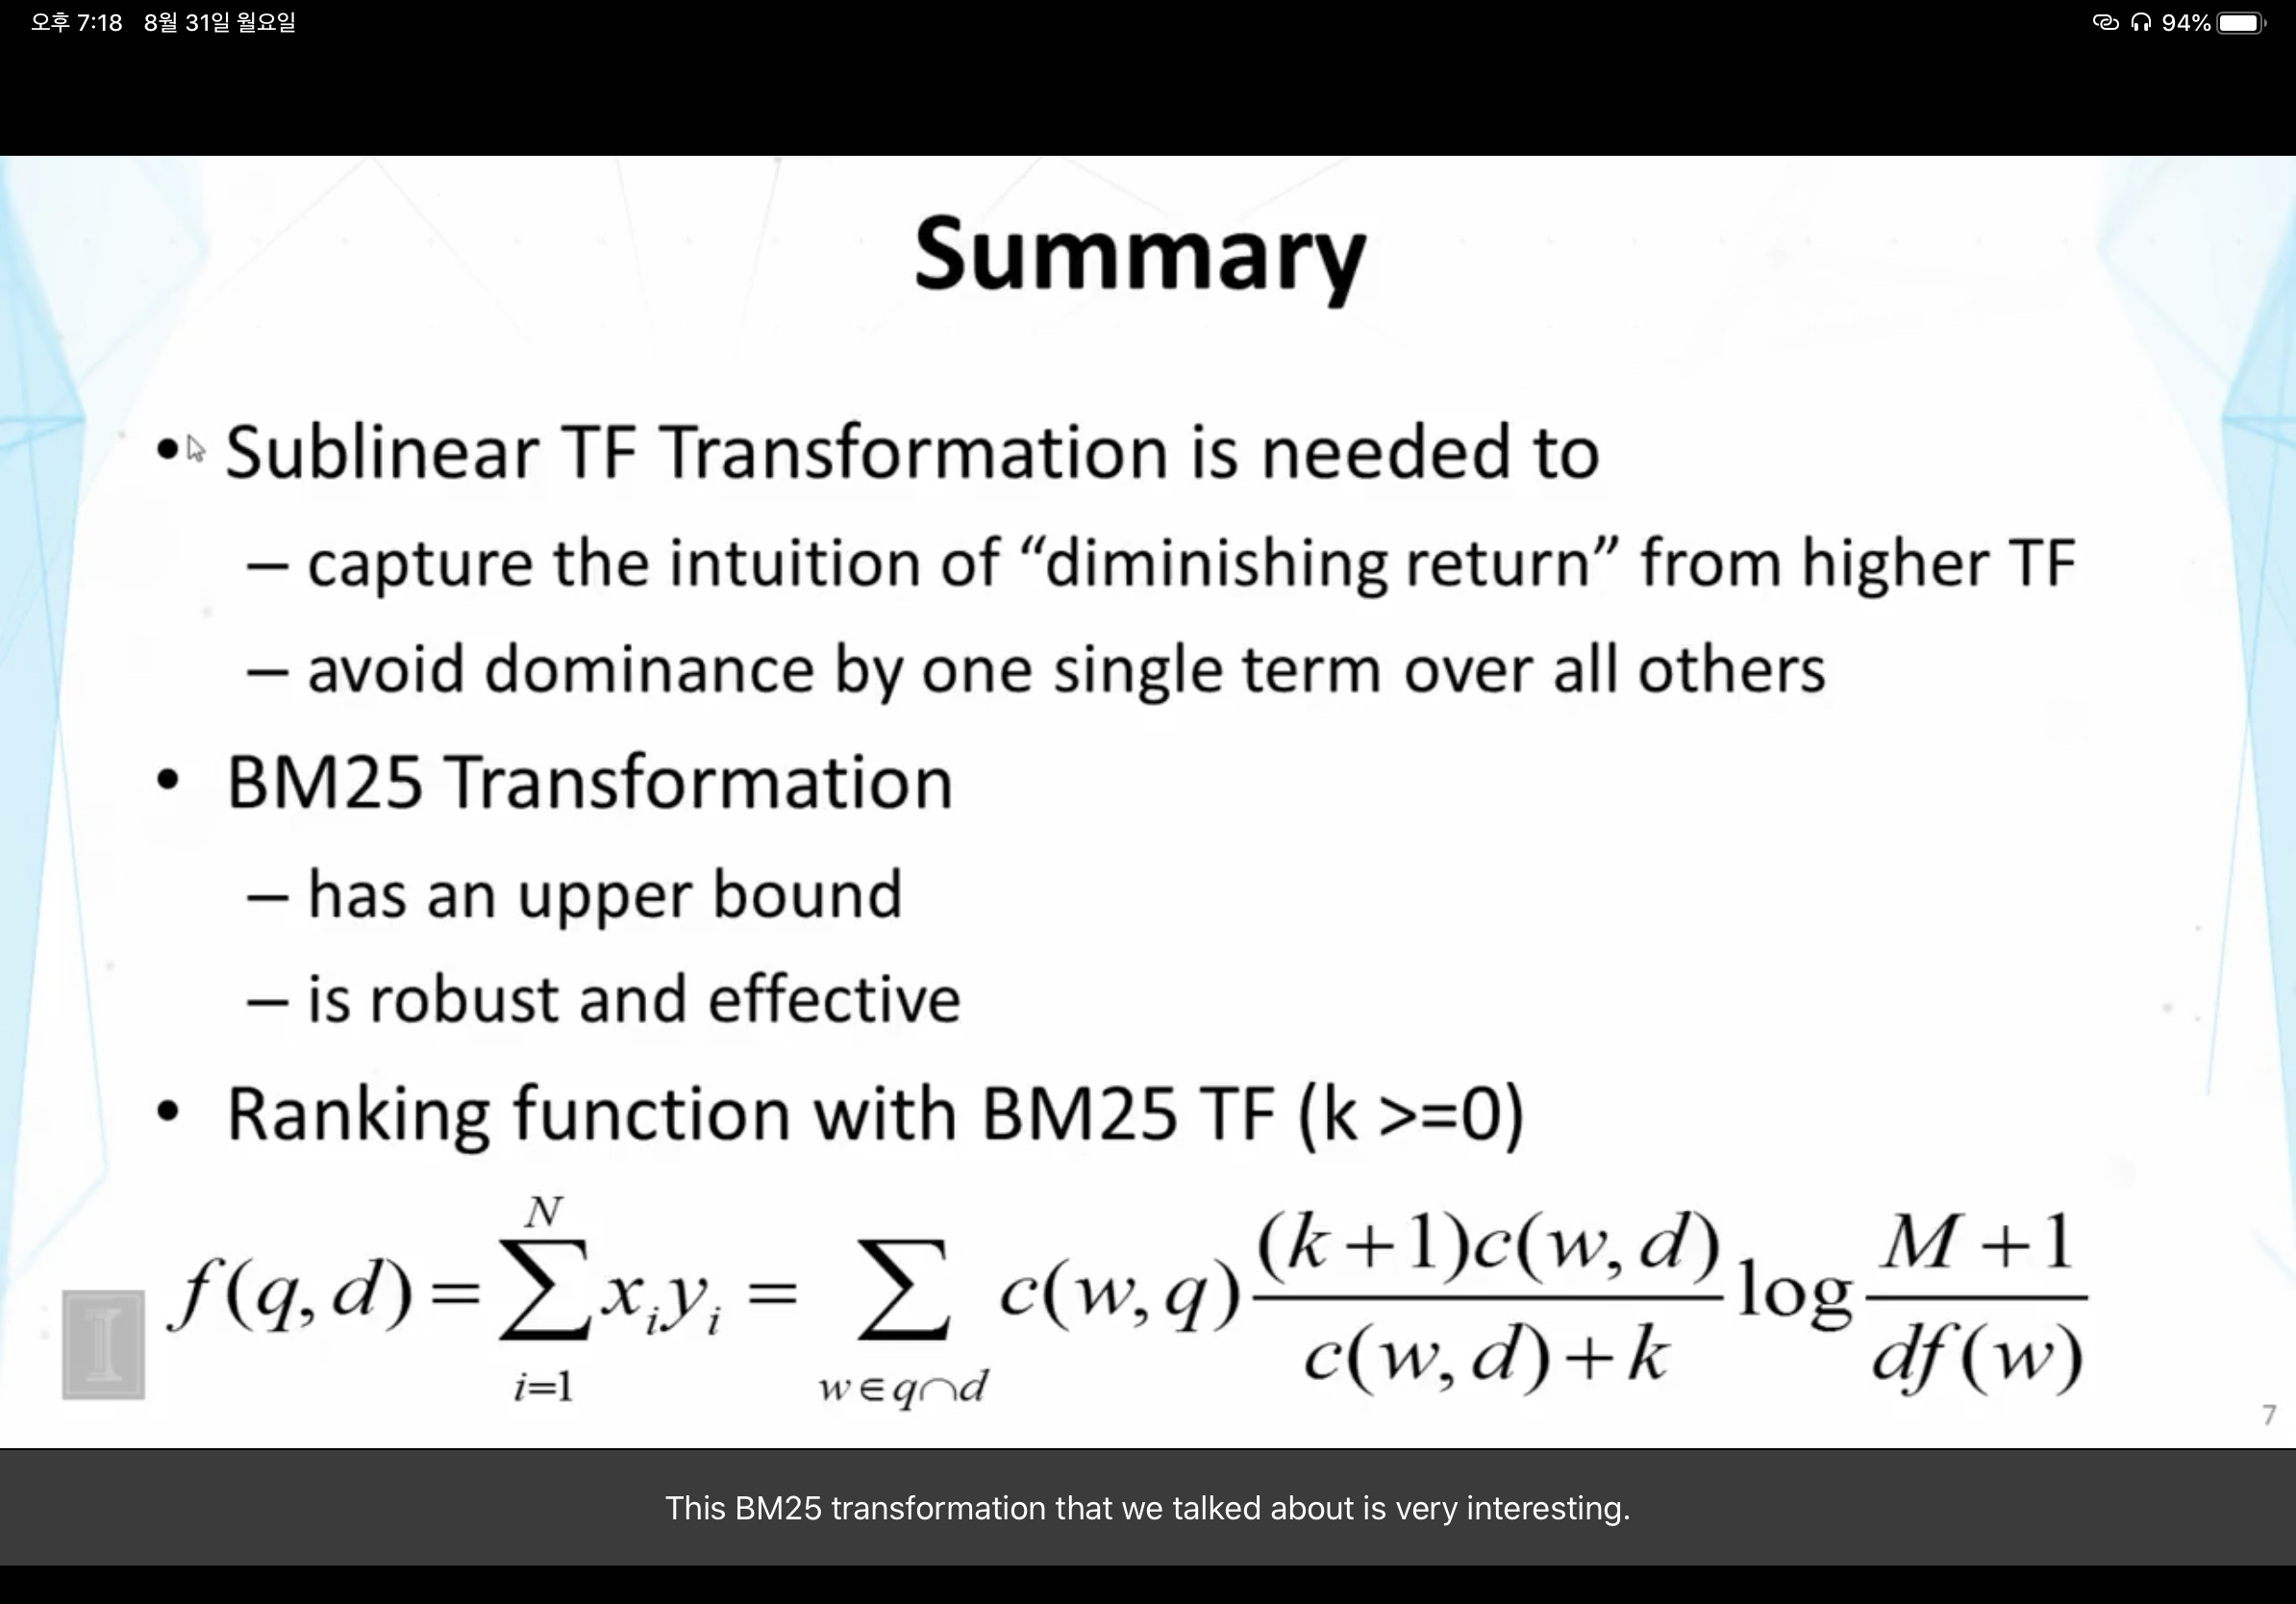 오후 7:18 8월 31일 월요일 94%
Summary
• Sublinear TF Transformation is needed to
– capture the intuition of “diminishing return” from higher TF
– avoid dominance by one single term over all others
• BM25 Transformation
– has an upper bound
– is robust and effective
• Ranking function with BM25 TF (k >=0)
f(q,d) = \sum_{i=1}^{N} x_i y_i = \sum_{w∈q∩d} c(w,q) \frac{(k+1)c(w,d)}{c(w,d)+k} log \frac{M+1}{df(w)}
I
7
This BM25 transformation that we talked about is very interesting.